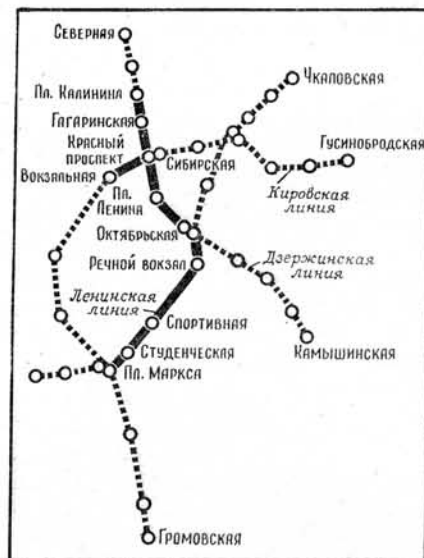 Северная
Чкаловская
Пл. Калинина
Гагаринская
Гусинобродская
Красный
проспект
Сибирская
Вокзальная
Кировская
линия
Пл.
Ленина
Октябрьская
Дзержинская
линия
Речной вокзал
Ленинская
линия
Спортивная
Камышинская
Студенческая
Пл. Маркса
Громовская